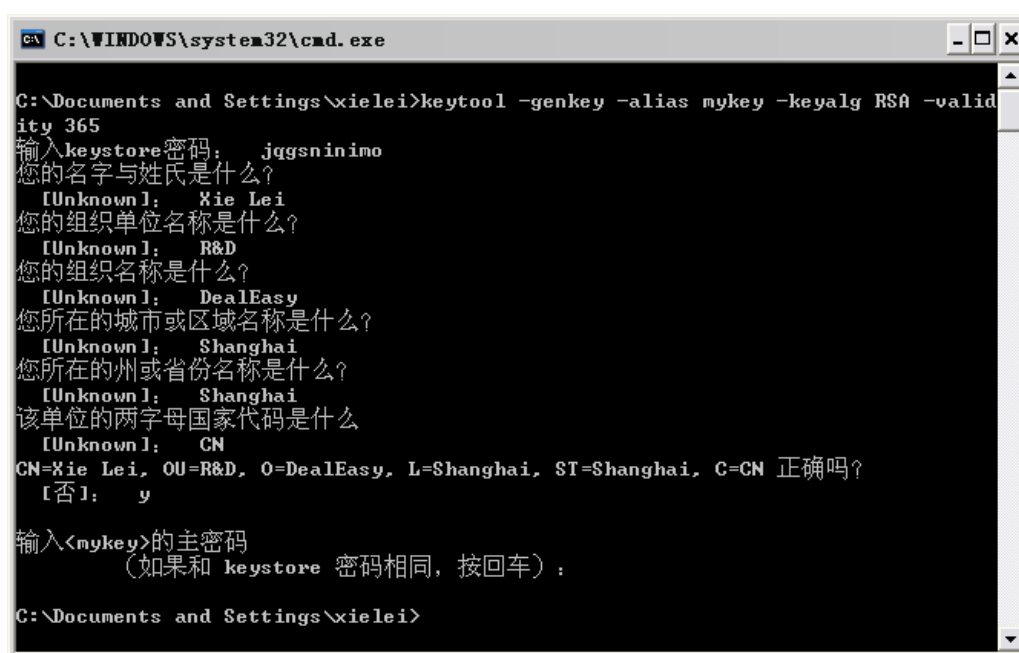 C:\WINDOWS\system32\cmd.exe
C:\Documents and Settings\xielei>keytool -genkey -alias mykey -keyalg RSA -valid
ity 365
输入keystore密码： jqgsninimo
您的名字与姓氏是什么？
[Unknown]： Xie Lei
您的组织单位名称是什么？
[Unknown]： R&D
您的组织名称是什么？
[Unknown]： DealEasy
您所在的城市或区域名称是什么？
[Unknown]： Shanghai
您所在的州或省份名称是什么？
[Unknown]： Shanghai
该单位的两字母国家代码是什么
[Unknown]： CN
CN=Xie Lei, OU=R&D, O=DealEasy, L=Shanghai, ST=Shanghai, C=CN 正确吗？
[否]： y
输入<mykey>的主密码
（如果和 keystore 密码相同，按回车）：
C:\Documents and Settings\xielei>